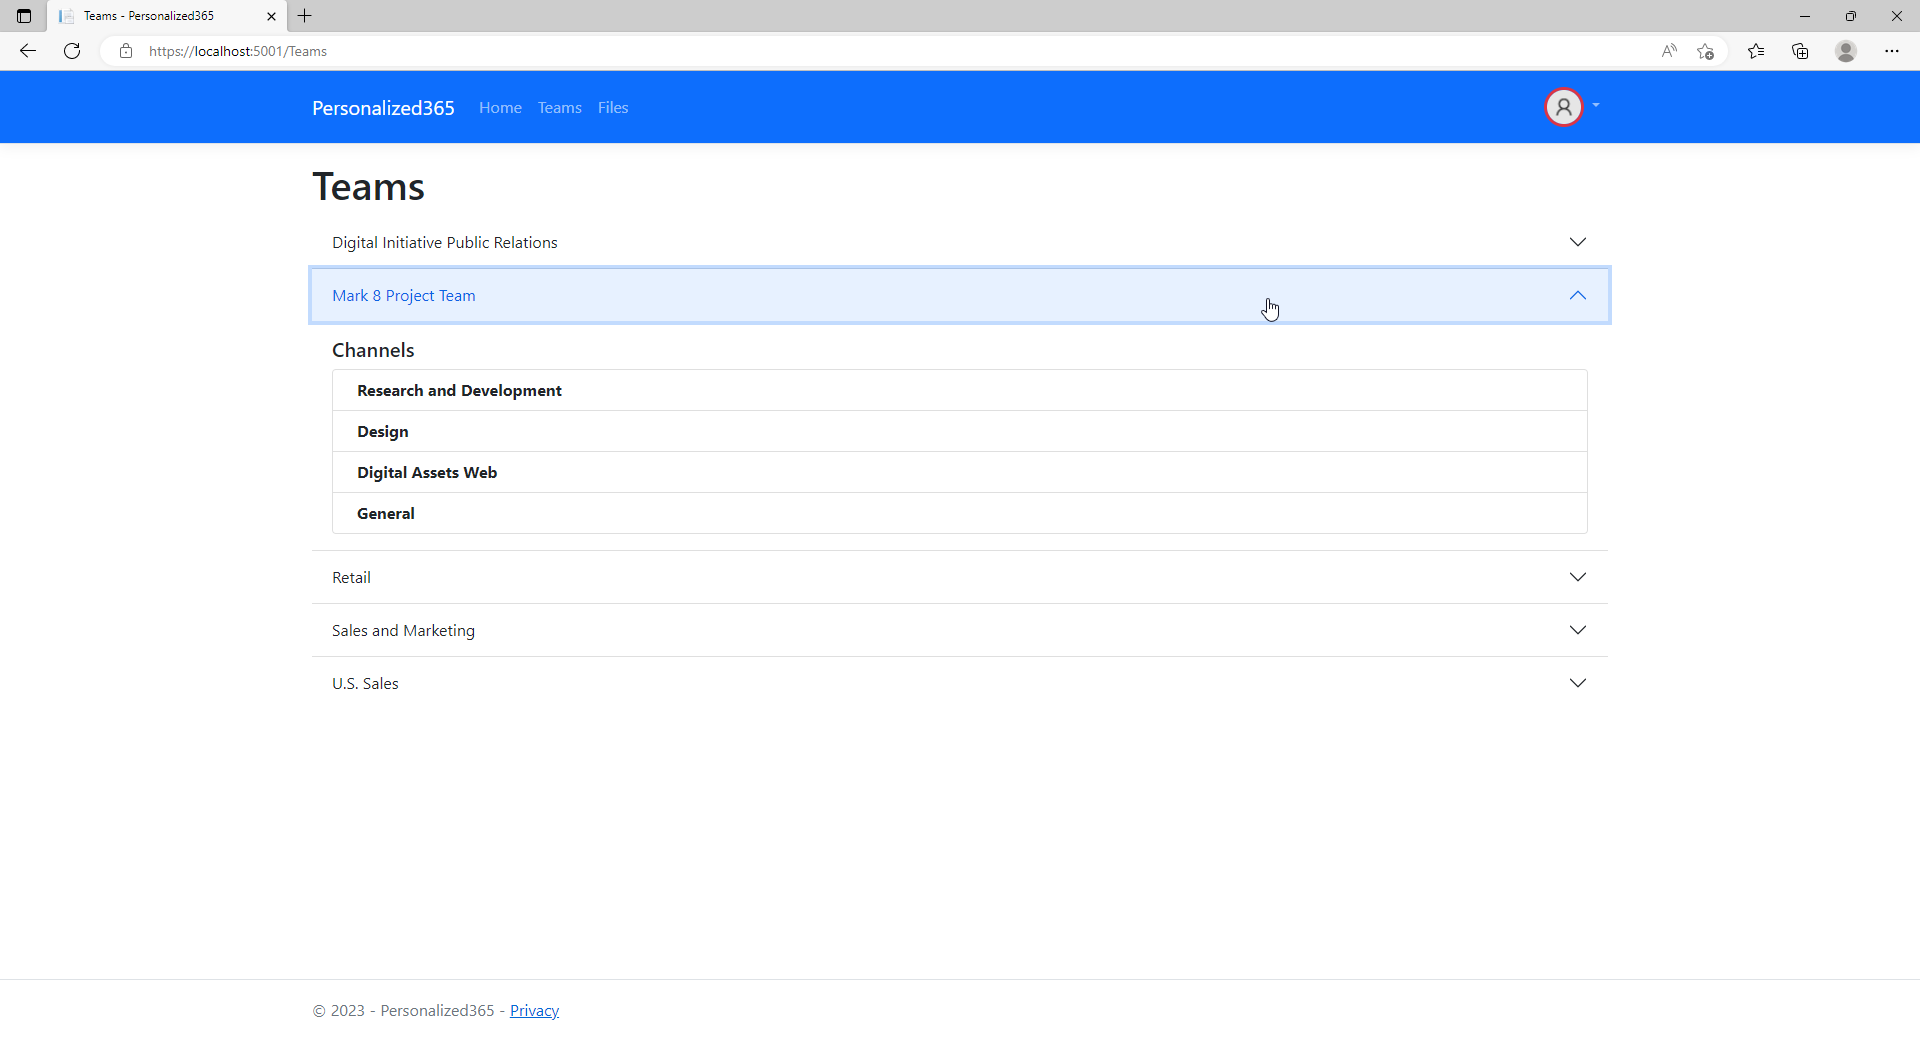 Teams - Personalized365
https://localhost:5001/Teams
Personalized365 Home Teams Files
Teams
Digital Initiative Public Relations
Mark 8 Project Team
Channels
Research and Development
Design
Digital Assets Web
General
Retail
Sales and Marketing
U.S. Sales
© 2023 - Personalized365 - Privacy